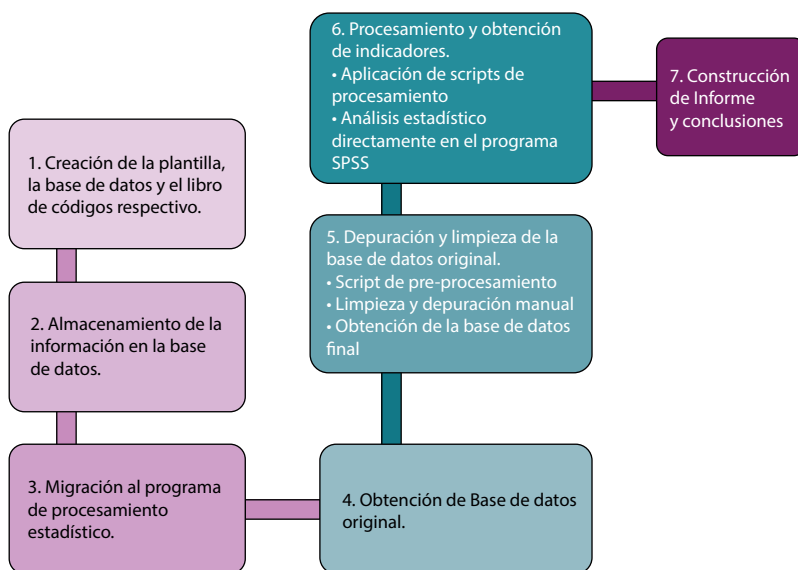 1. Creación de la plantilla,
la base de datos y el libro
de códigos respectivo.
2. Almacenamiento de la
información en la base
de datos.
3. Migración al programa
de procesamiento
estadístico.
4. Obtención de Base de datos
original.
5. Depuración y limpieza de la
base de datos original.
• Script de pre-procesamiento
• Limpieza y depuración manual
• Obtención de la base de datos
final
6. Procesamiento y obtención
de indicadores.
• Aplicación de scripts de
procesamiento
• Análisis estadístico
directamente en el programa
SPSS
7. Construcción
de Informe
y conclusiones